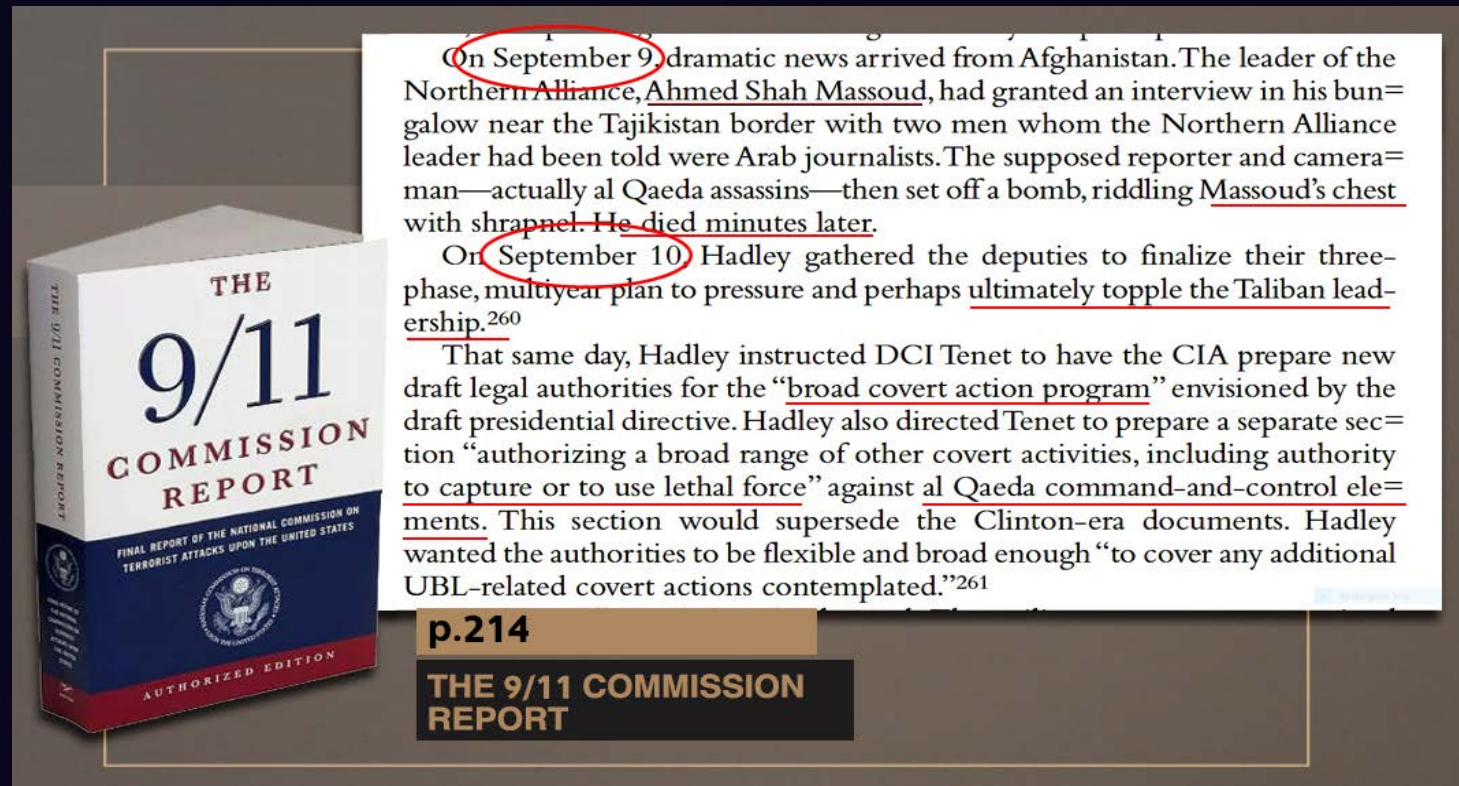 On September 9, dramatic news arrived from Afghanistan. The leader of the
Northern Alliance, Ahmed Shah Massoud, had granted an interview in his bun=
galow near the Tajikistan border with two men whom the Northern Alliance
leader had been told were Arab journalists. The supposed reporter and camera=
man—actually al Qaeda assassins—then set off a bomb, riddling Massoud’s chest
with shrapnel. He died minutes later.
On September 10, Hadley gathered the deputies to finalize their three-
phase, multiyear plan to pressure and perhaps ultimately topple the Taliban lead-
ership.260
That same day, Hadley instructed DCI Tenet to have the CIA prepare new
draft legal authorities for the “broad covert action program” envisioned by the
draft presidential directive. Hadley also directed Tenet to prepare a separate sec=
tion “authorizing a broad range of other covert activities, including authority
to capture or to use lethal force” against al Qaeda command-and-control ele=
ments. This section would supersede the Clinton-era documents. Hadley
wanted the authorities to be flexible and broad enough “to cover any additional
UBL-related covert actions contemplated.”261
p.214
THE 9/11 COMMISSION
REPORT
THE 9/11 COMMISSION REPORT
THE
9/11
COMMISSION
REPORT
FINAL REPORT OF THE NATIONAL COMMISSION ON
TERRORIST ATTACKS UPON THE UNITED STATES
AUTHORIZED EDITION